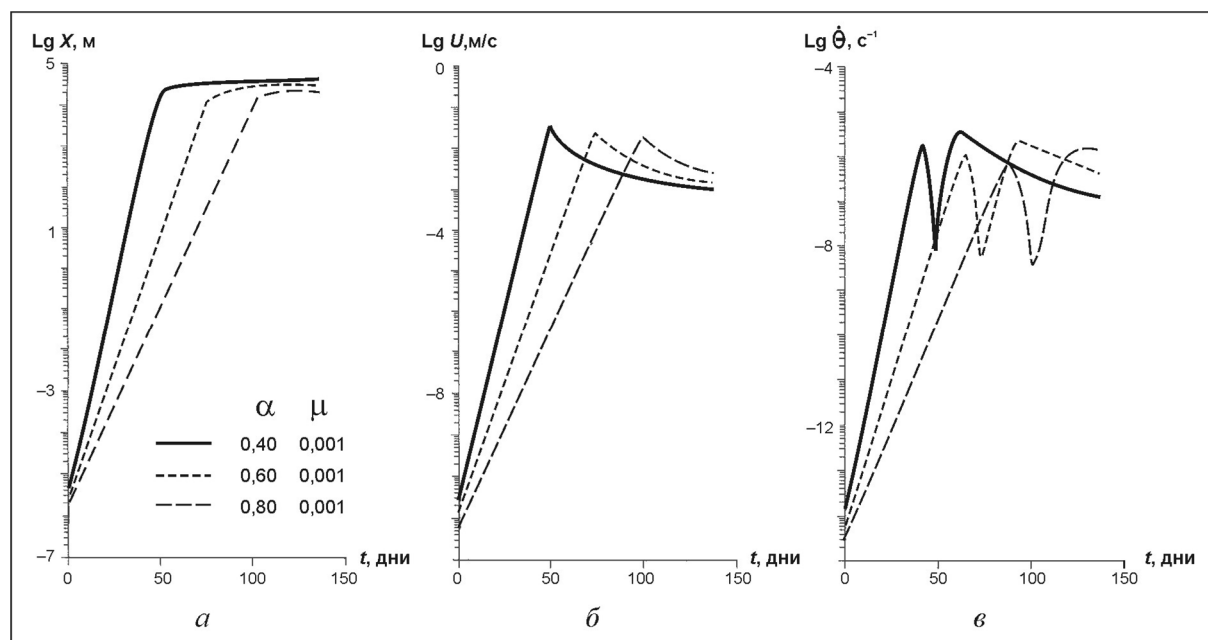 Lg X, м
5
1
−3
−7
α μ
0,40 0,001
0,60 0,001
0,80 0,001
0 50 100 150
t, дни
а
Lg U,м/с
0
−4
−8
0 50 100 150
t, дни
б
Lg Θ̇, с⁻¹
−4
−8
−12
0 50 100 150
t, дни
в